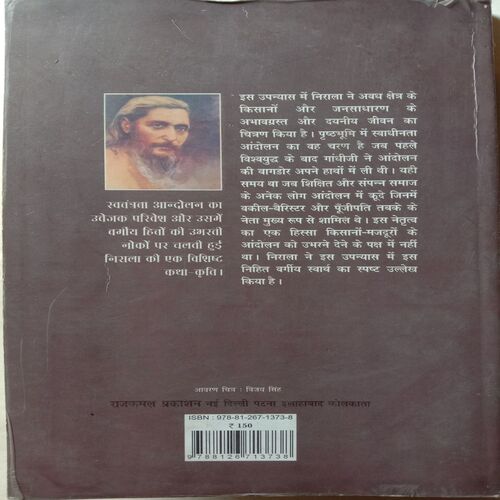 इस उपन्यास में निराला ने अवध क्षेत्र के
किसानों और जनसाधारण के
अभावग्रस्त और दयनीय जीवन का
चित्रण किया है। पृष्ठभूमि में स्वाधीनता
आंदोलन का वह चरण है जब पहले
विश्वयुद्ध के बाद गांधीजी ने आंदोलन
की बागडोर अपने हाथों में ली थी। यही
समय था जब शिक्षित और संपन्न समाज
के अनेक लोग आंदोलन में कूदे जिनमें
वकील-बैरिस्टर और पूँजीपति तबके के
नेता मुख्य रूप से शामिल थे। इस नेतृत्व
का एक हिस्सा किसानों-मजदूरों के
आंदोलन को उभरने देने के पक्ष में नहीं
था। निराला ने इस उपन्यास में इस
निहित वर्गीय स्वार्थ का स्पष्ट उल्लेख
किया है।
स्वतंत्रता आन्दोलन का
उत्तेजक परिवेश और उसमें
वर्गीय हितों की उभरती
नोकों पर चलती हुई
निराला की एक विशिष्ट
कथा-कृति।
आवरण चित्र : विजय सिंह
राजकमल प्रकाशन नई दिल्ली पटना इलाहाबाद कोलकाता
ISBN : 978-81-267-1373-8
₹ 150
9788126713738